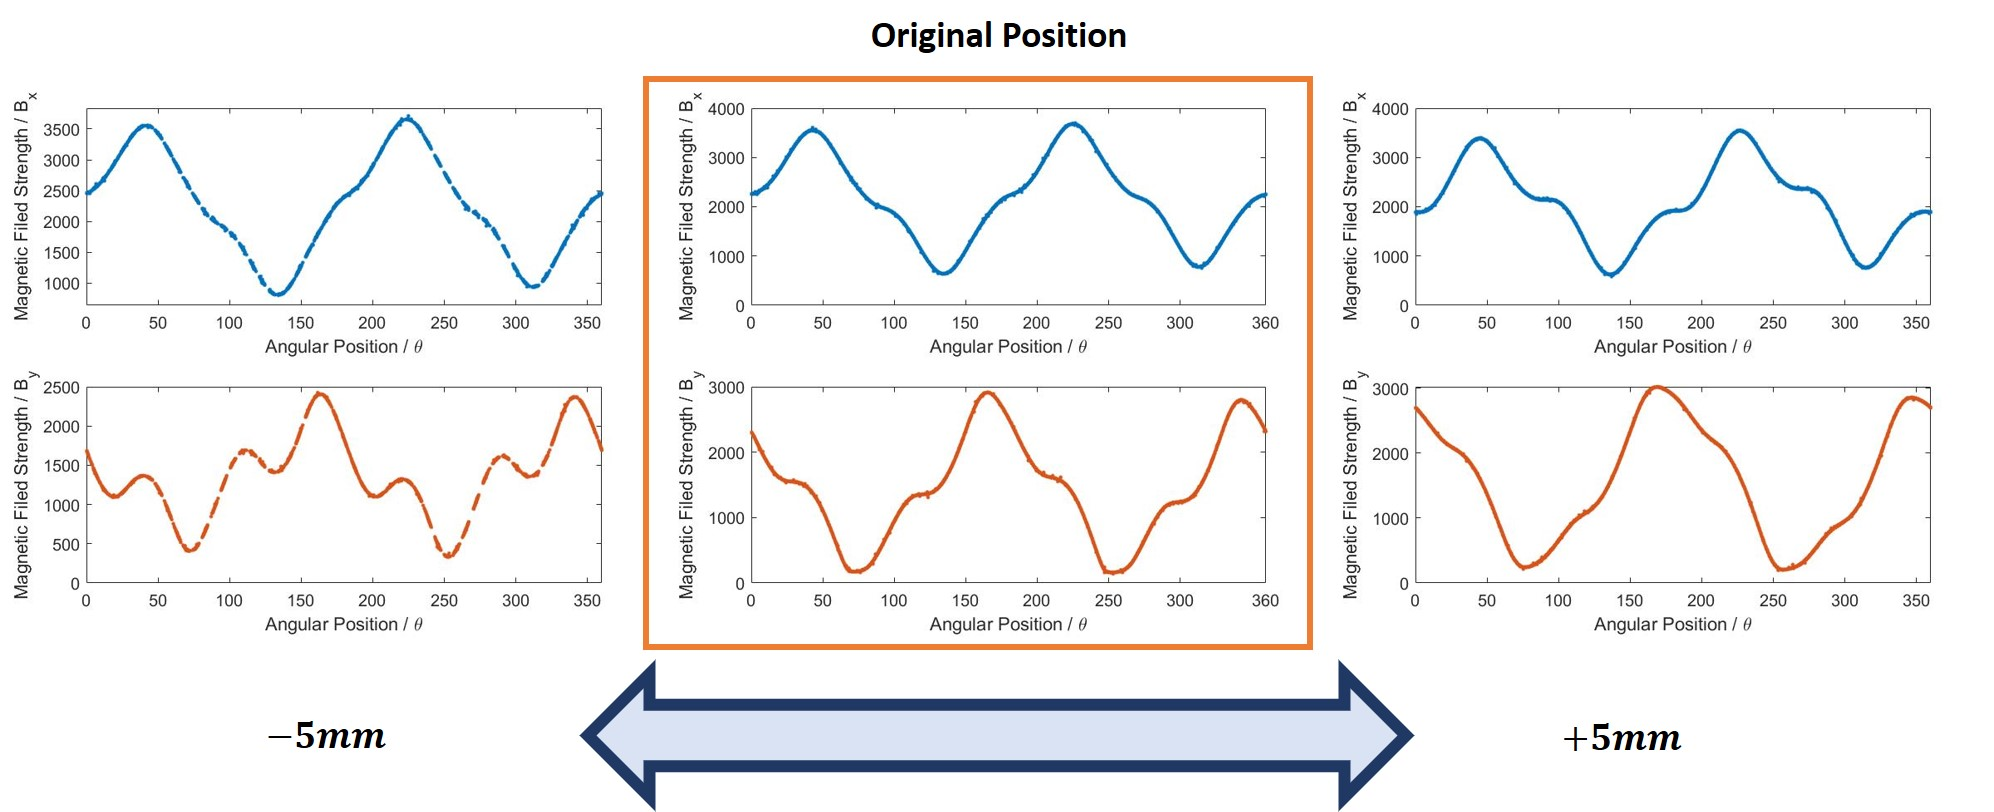 Original Position
Magnetic Filed Strength / Bx
3500
3000
2500
2000
1500
1000
0 50 100 150 200 250 300 350
Angular Position / θ
Magnetic Filed Strength / Bx
4000
3000
2000
1000
0
0 50 100 150 200 250 300 360
Angular Position / θ
Magnetic Filed Strength / Bx
4000
3000
2000
1000
0
0 50 100 150 200 250 300 350
Angular Position / θ
Magnetic Filed Strength / By
2500
2000
1500
1000
500
0
0 50 100 150 200 250 300 350
Angular Position / θ
Magnetic Filed Strength / By
3000
2000
1000
0
0 50 100 150 200 250 300 360
Angular Position / θ
Magnetic Filed Strength / By
3000
2000
1000
0
0 50 100 150 200 250 300 350
Angular Position / θ
−5mm
+5mm